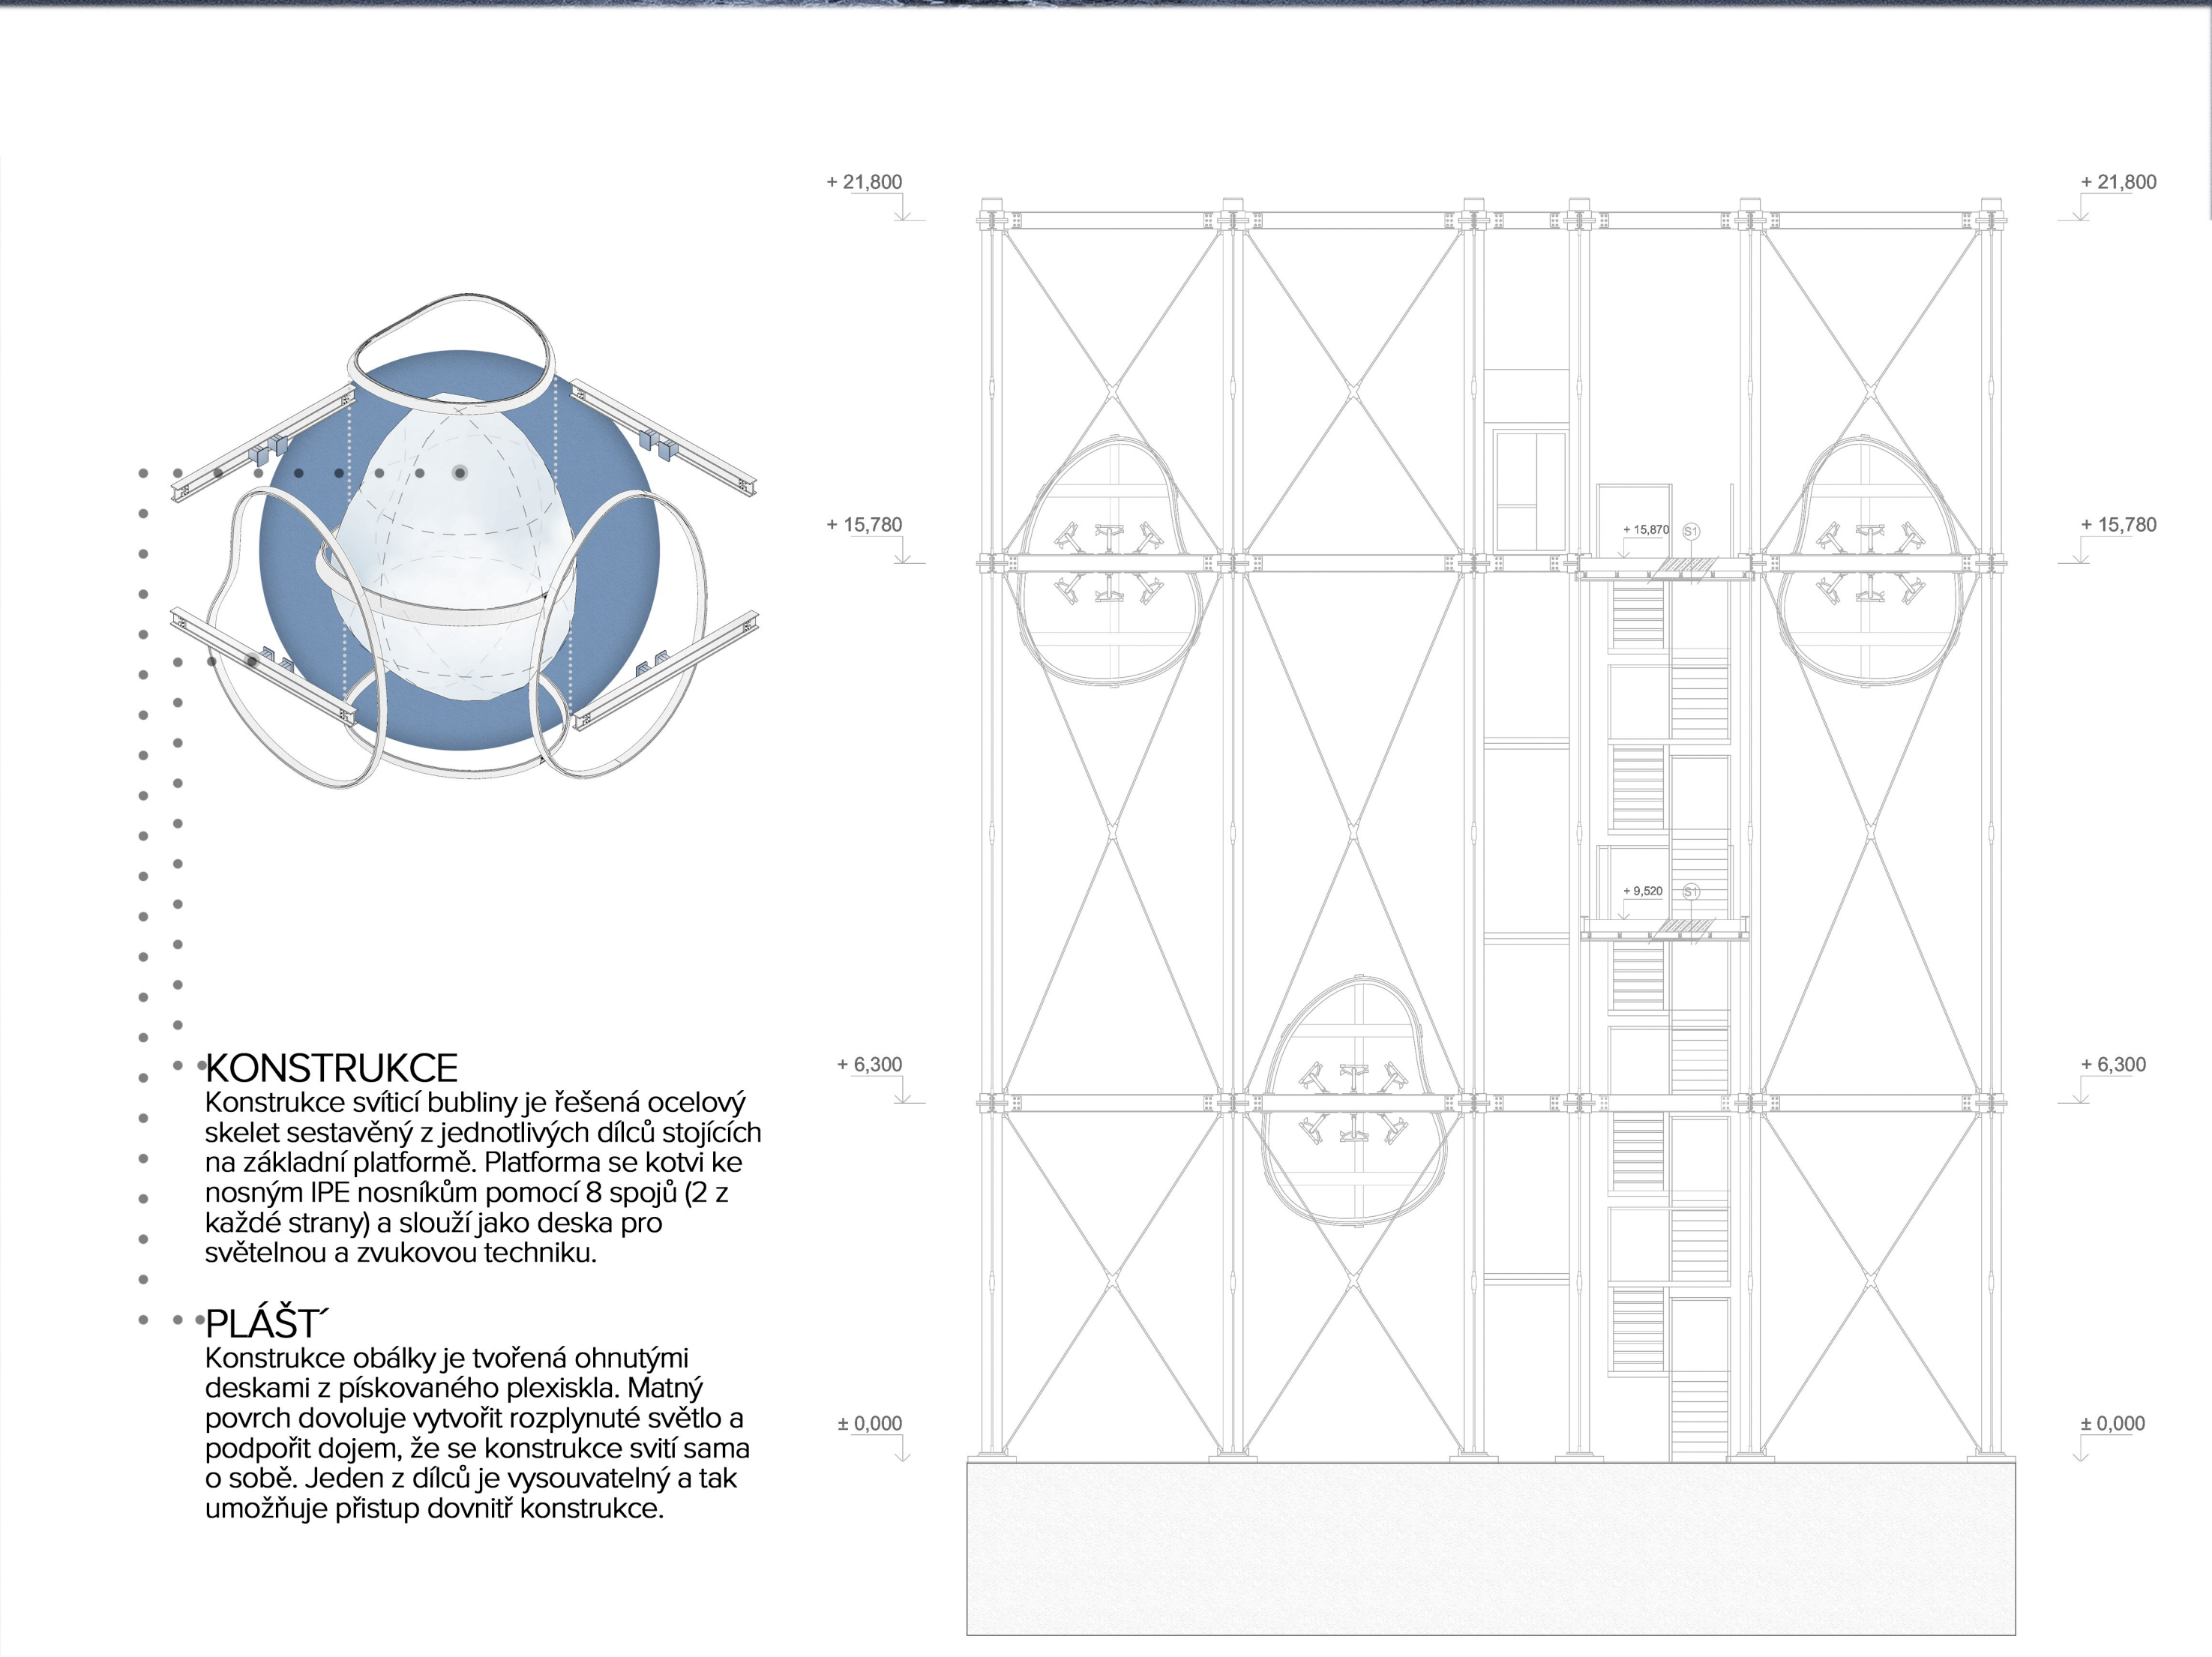 + 21,800
+ 21,800
+ 15,780
+ 15,870
S1
+ 15,780
+ 9,520
S1
+ 6,300
+ 6,300
± 0,000
± 0,000
KONSTRUKCE
Konstrukce svíticí bubliny je řešená ocelový
skelet sestavěný z jednotlivých dílců stojících
na základní platformě. Platforma se kotvi ke
nosným IPE nosníkům pomocí 8 spojů (2 z
každé strany) a slouží jako deska pro
světelnou a zvukovou techniku.
PLÁŠŤ
Konstrukce obálky je tvořená ohnutými
deskami z pískovaného plexiskla. Matný
povrch dovoluje vytvořit rozplynuté světlo a
podpořit dojem, že se konstrukce svití sama
o sobě. Jeden z dílců je vysouvatelný a tak
umožňuje přistup dovnitř konstrukce.